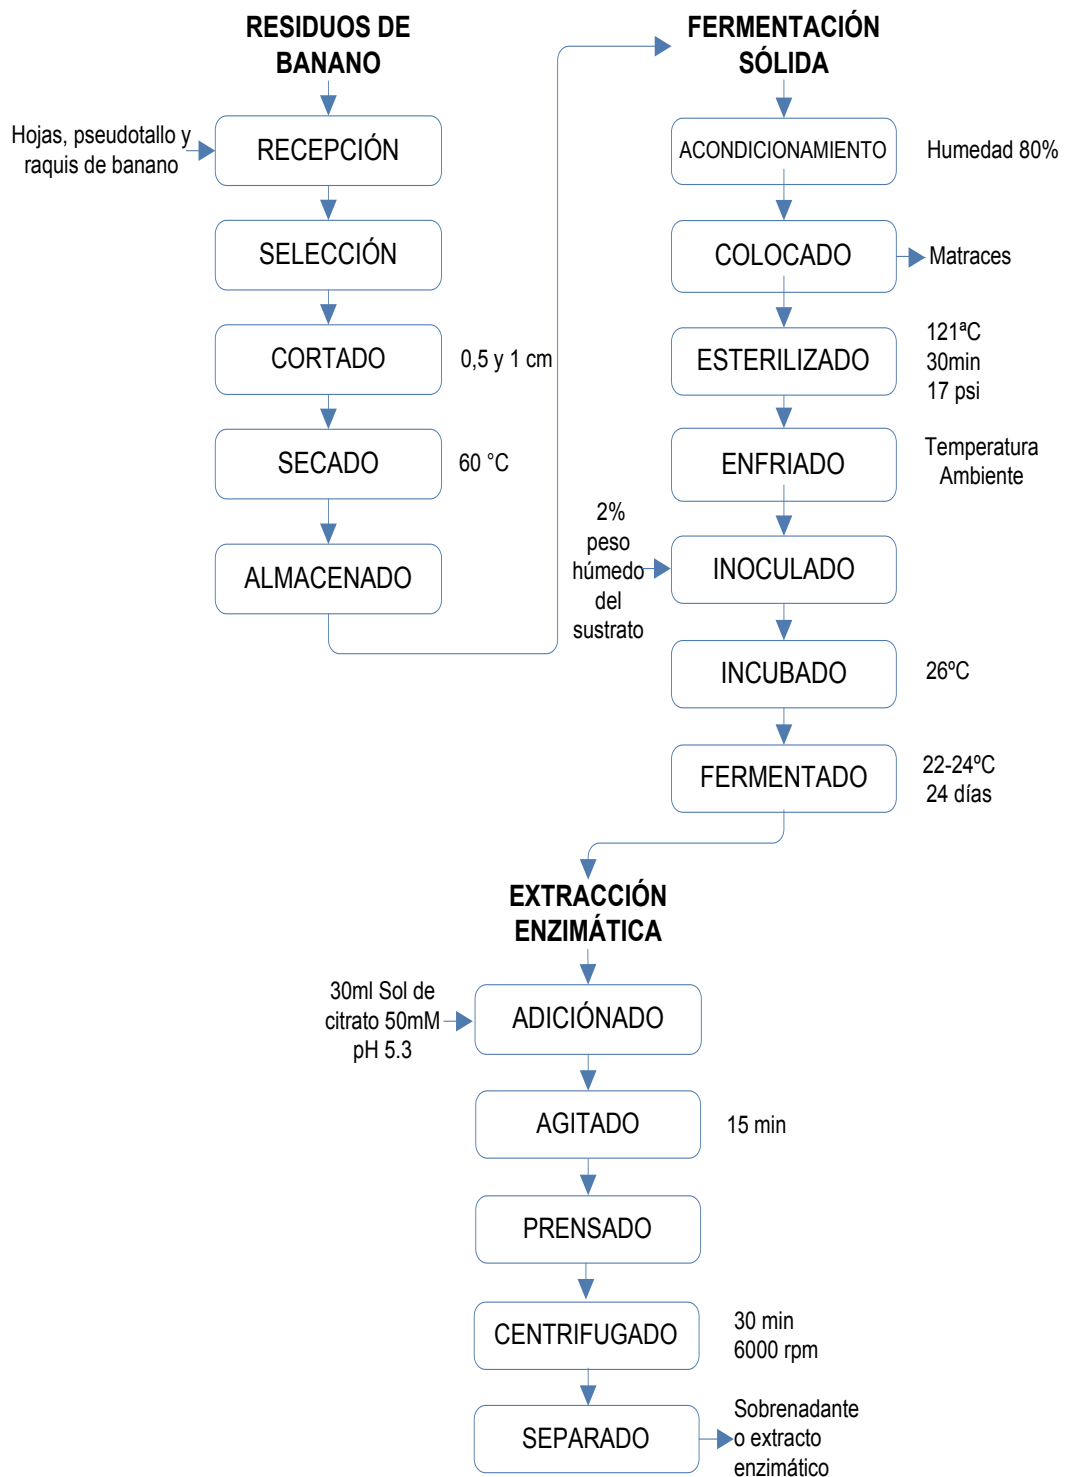 RESIDUOS DE
BANANO
Hojas, pseudotallo y
raquis de banano
RECEPCIÓN
SELECCIÓN
CORTADO
0,5 y 1 cm
SECADO
60 °C
ALMACENADO
FERMENTACIÓN
SÓLIDA
ACONDICIONAMIENTO
Humedad 80%
COLOCADO
Matraces
ESTERILIZADO
121ªC
30min
17 psi
ENFRIADO
Temperatura
Ambiente
2%
peso
húmedo
del
sustrato
INOCULADO
INCUBADO
26ºC
FERMENTADO
22-24ºC
24 días
EXTRACCIÓN
ENZIMÁTICA
30ml Sol de
citrato 50mM
pH 5.3
ADICIÓNADO
AGITADO
15 min
PRENSADO
CENTRIFUGADO
30 min
6000 rpm
SEPARADO
Sobrenadante
o extracto
enzimático